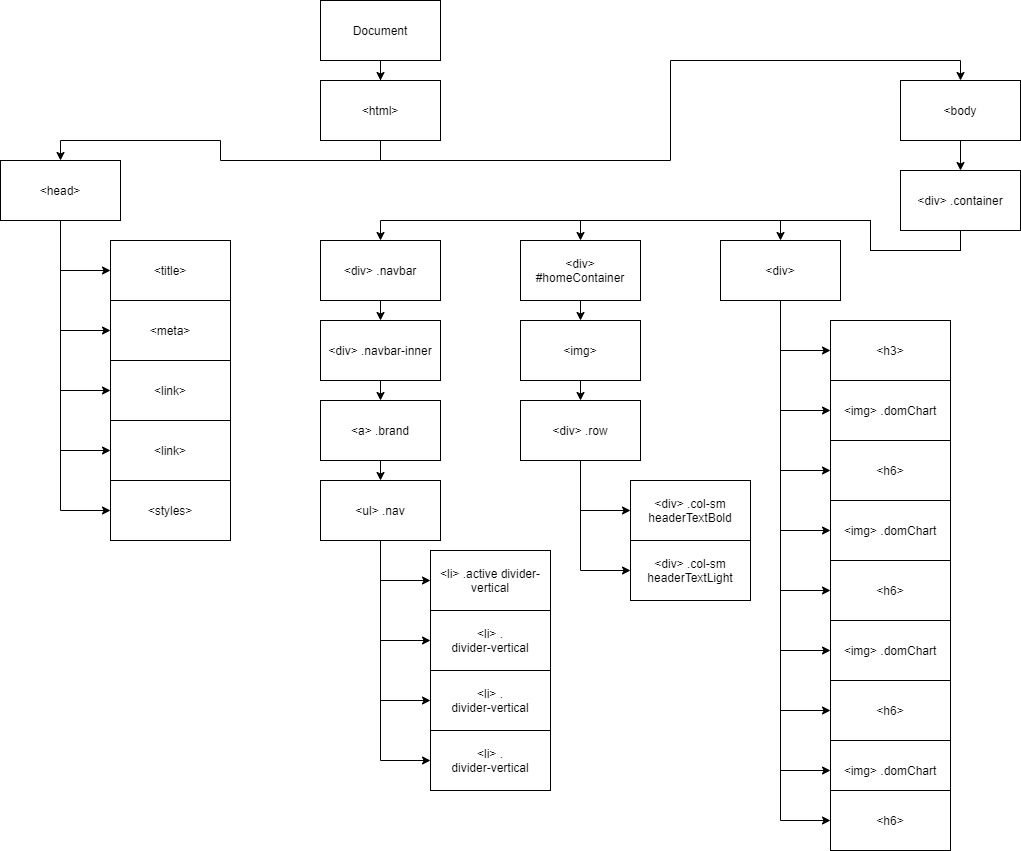 Document
<html>
<body
<head>
<div> .container
<title>
<meta>
<link>
<link>
<styles>
<div> .navbar
<div> .navbar-inner
<a> .brand
<ul> .nav
<li> .active divider-
vertical
<li> .
divider-vertical
<li> .
divider-vertical
<li> .
divider-vertical
<div>
#homeContainer
<img>
<div> .row
<div> .col-sm
headerTextBold
<div> .col-sm
headerTextLight
<div>
<h3>
<img> .domChart
<h6>
<img> .domChart
<h6>
<img> .domChart
<h6>
<img> .domChart
<h6>